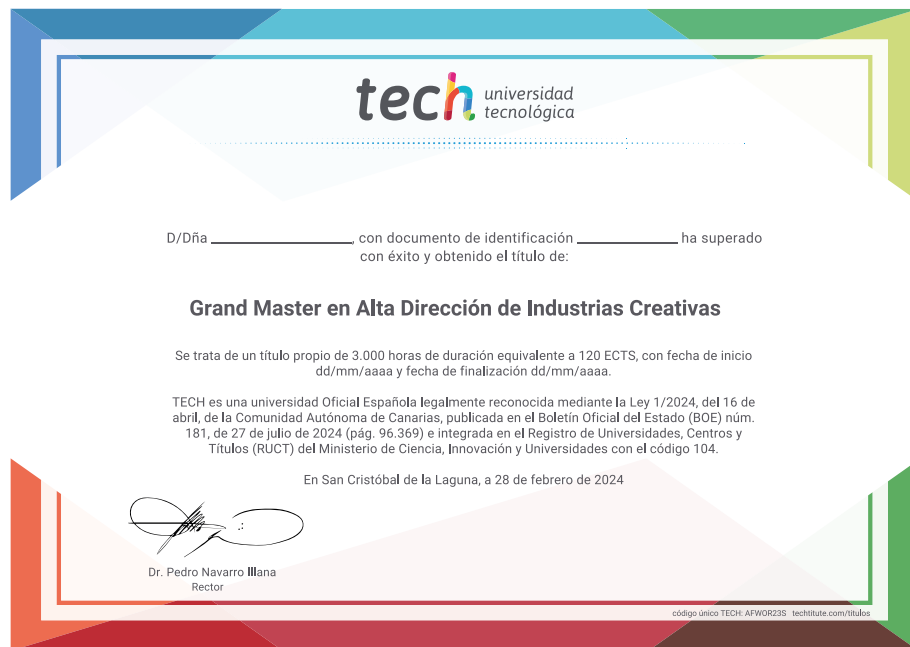 tech universidad
tecnológica
D/Dña ______________, con documento de identificación __________ ha superado
con éxito y obtenido el título de:
Grand Master en Alta Dirección de Industrias Creativas
Se trata de un título propio de 3.000 horas de duración equivalente a 120 ECTS, con fecha de inicio
dd/mm/aaaa y fecha de finalización dd/mm/aaaa.
TECH es una universidad Oficial Española legalmente reconocida mediante la Ley 1/2024, del 16 de
abril, de la Comunidad Autónoma de Canarias, publicada en el Boletín Oficial del Estado (BOE) núm.
181, de 27 de julio de 2024 (pág. 96.369) e integrada en el Registro de Universidades, Centros y
Títulos (RUCT) del Ministerio de Ciencia, Innovación y Universidades con el código 104.
En San Cristóbal de la Laguna, a 28 de febrero de 2024
Dr. Pedro Navarro Illana
Rector
código único TECH: AFWOR23S techtitute.com/titulos